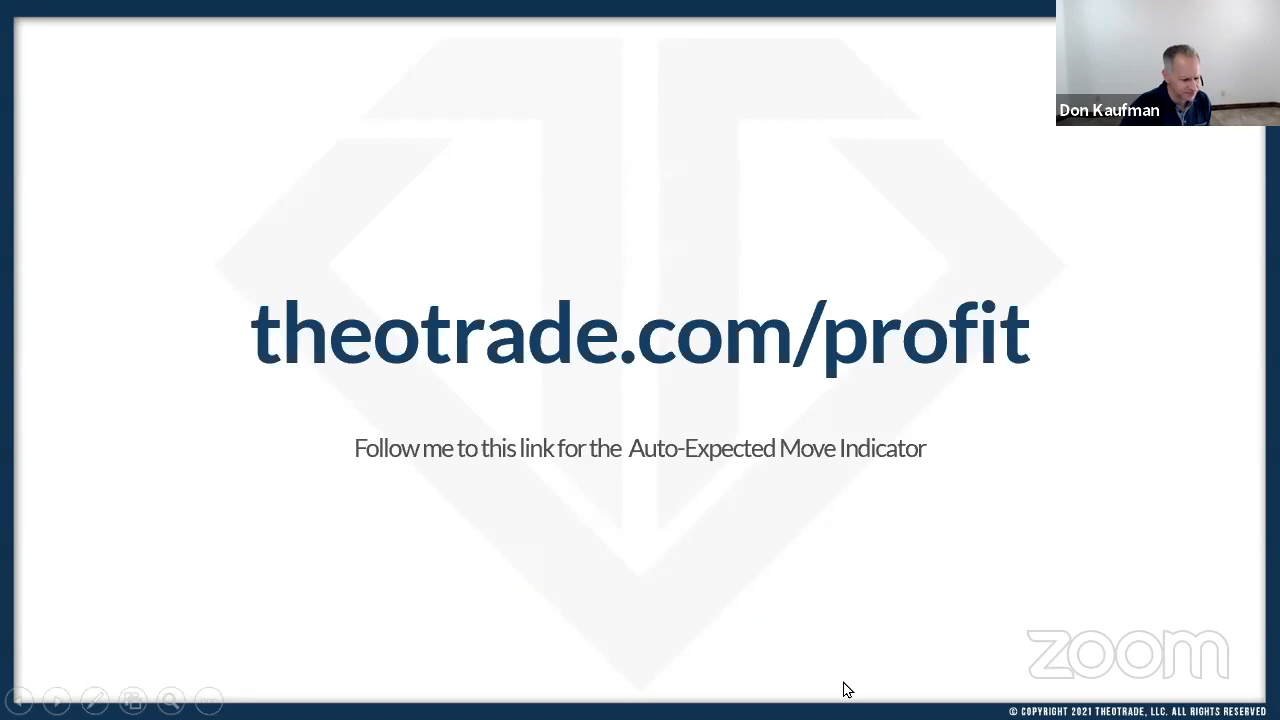 Don Kaufman
theotrade.com/profit
Follow me to this link for the Auto-Expected Move Indicator
zoom
© COPYRIGHT 2021 THEOTRADE, LLC. ALL RIGHTS RESERVED